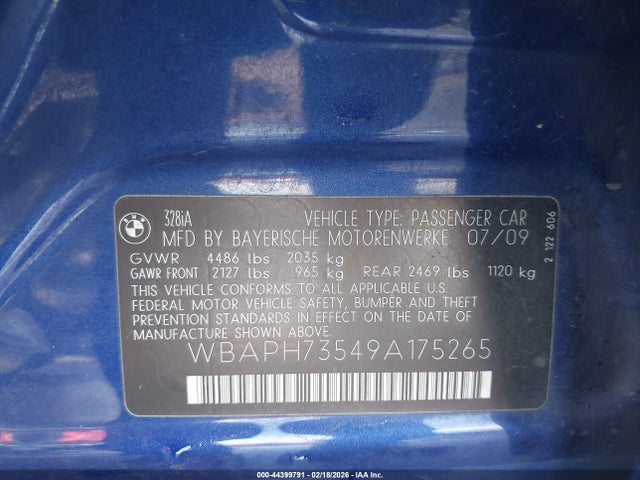 BMW
328iA
VEHICLE TYPE: PASSENGER CAR
MFD BY BAYERISCHE MOTORENWERKE 07/09
GVWR 4486 lbs 2035 kg
GAWR FRONT 2127 lbs 965 kg REAR 2469 lbs 1120 kg
THIS VEHICLE CONFORMS TO ALL APPLICABLE U.S.
FEDERAL MOTOR VEHICLE SAFETY, BUMPER AND THEFT
PREVENTION STANDARDS IN EFFECT ON THE DATE OF
MANUFACTURE SHOWN ABOVE.
WBAPH73549A175265
2 122 606
000-44399791 - 02/18/2026 - IAA Inc.